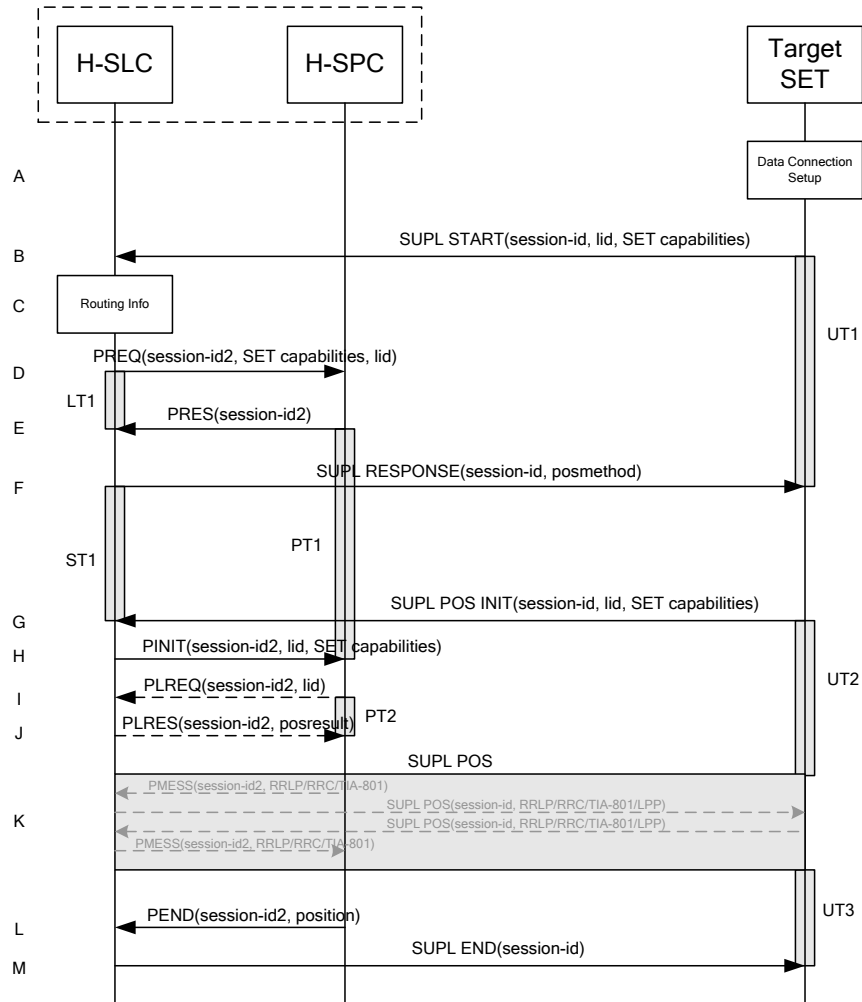 H-SLC
H-SPC
Target
SET
A
Data Connection
Setup
SUPL START(session-id, lid, SET capabilities)
B
C
Routing Info
UT1
PREQ(session-id2, SET capabilities, lid)
D
LT1
PRES(session-id2)
E
SUPL RESPONSE(session-id, posmethod)
F
PT1
ST1
SUPL POS INIT(session-id, lid, SET capabilities)
G
PINIT(session-id2, lid, SET capabilities)
H
UT2
PLREQ(session-id2, lid)
I
PT2
PLRES(session-id2, posresult)
J
SUPL POS
PMESS(session-id2, RRLP/RRC/TIA-801)
SUPL POS(session-id, RRLP/RRC/TIA-801/LPP)
K
SUPL POS(session-id, RRLP/RRC/TIA-801/LPP)
PMESS(session-id2, RRLP/RRC/TIA-801)
UT3
PEND(session-id2, position)
L
SUPL END(session-id)
M